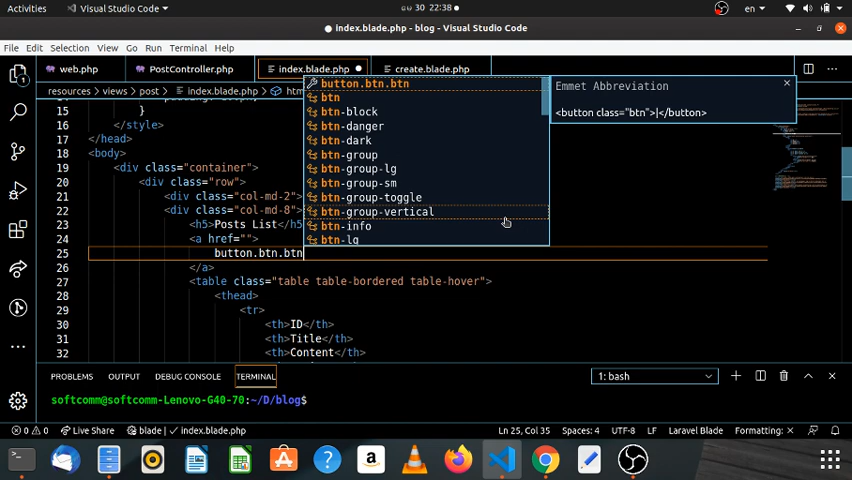 Activities Visual Studio Code 30 22:38 en
index.blade.php - blog - Visual Studio Code
File Edit Selection View Go Run Terminal Help
web.php PostController.php index.blade.php create.blade.php
resources > views > post > index.blade.php > htm
15 }
16 </style>
17 </head>
18 <body>
19 <div class="container">
20 <div class="row">
21 <div class="col-md-2"
22 <div class="col-md-8"
23 <h5>Posts List</h5
24 <a href="">
25 button.btn.btn
26 </a>
27 <table class="table table-bordered table-hover">
28 <thead>
29 <tr>
30 <th>ID</th>
31 <th>Title</th>
32 <th>Content</th>
button.btn.btn
btn
btn-block
btn-danger
btn-dark
btn-group
btn-group-lg
btn-group-sm
btn-group-toggle
btn-group-vertical
btn-info
btn-lg
Emmet Abbreviation
<button class="btn">|</button>
PROBLEMS OUTPUT DEBUG CONSOLE TERMINAL 1: bash
softcomm@softcomm-Lenovo-G40-70:~/D/blog$
0 0 Live Share blade index.blade.php Ln 25, Col 35 Spaces: 4 UTF-8 LF Laravel Blade Formatting: ×